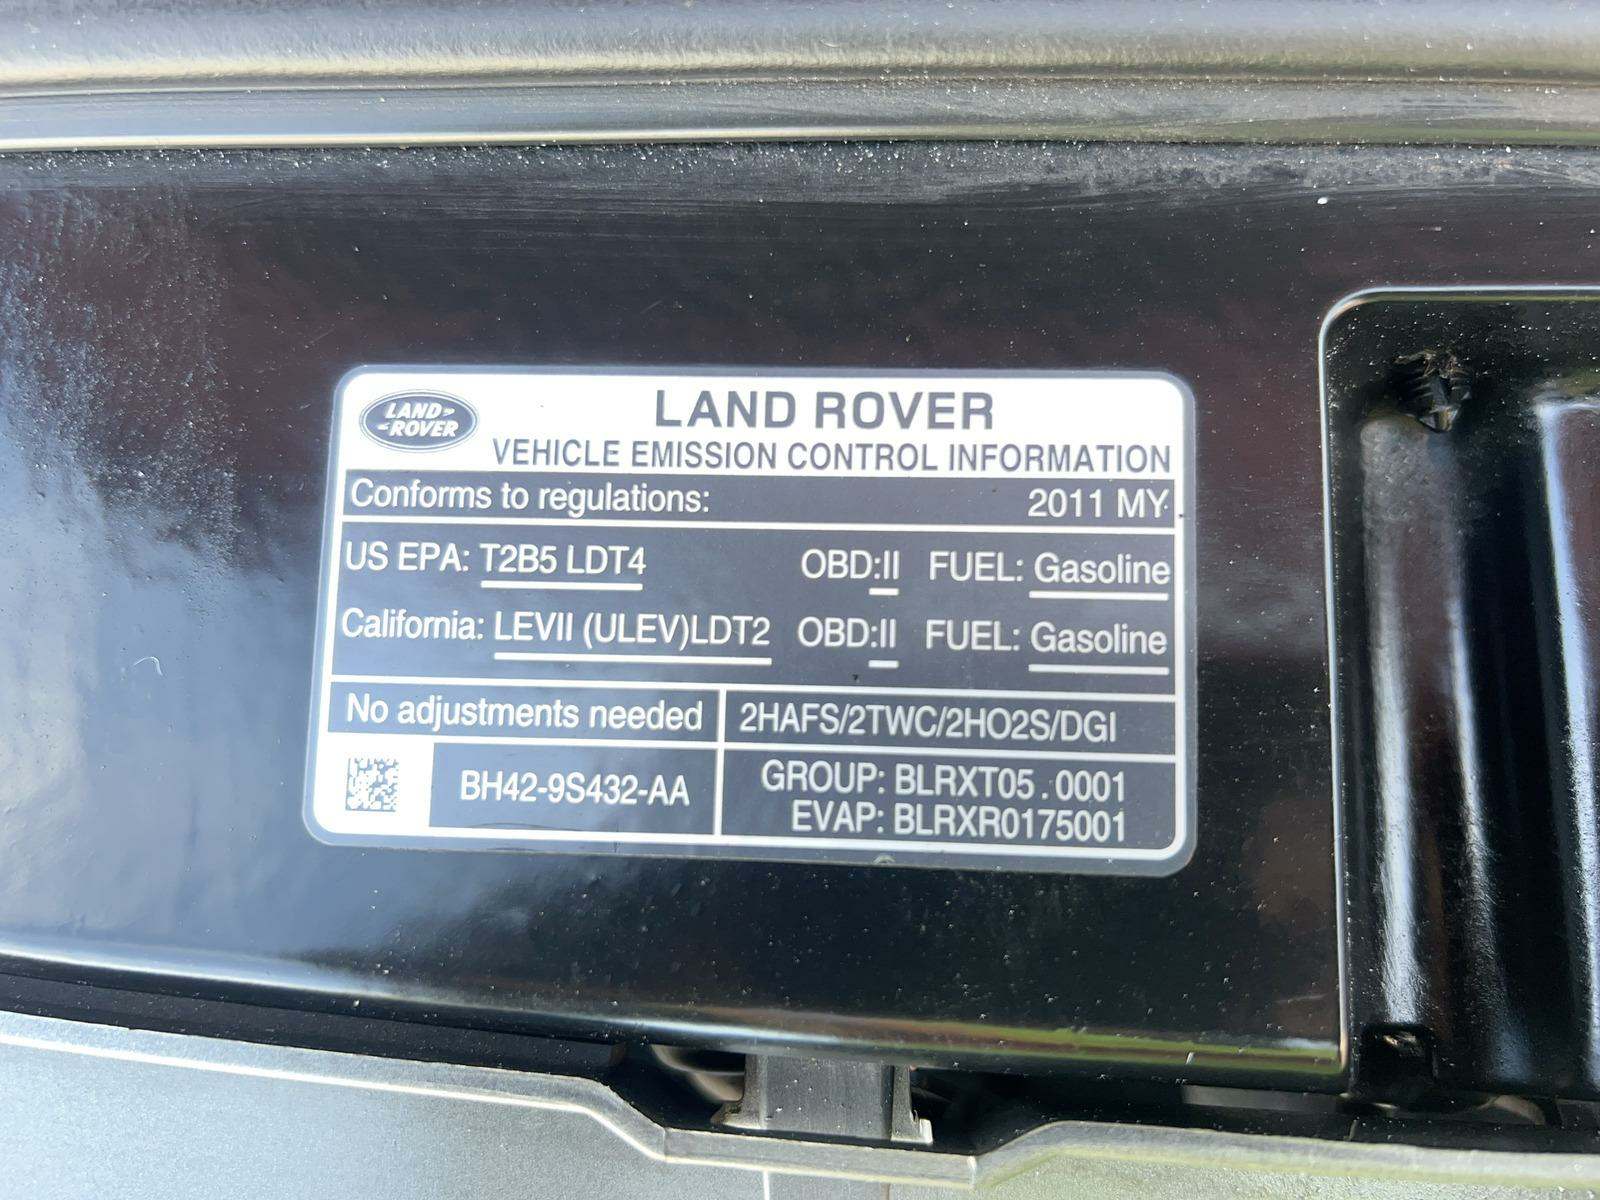 LAND
ROVER
LAND ROVER
VEHICLE EMISSION CONTROL INFORMATION
Conforms to regulations: 2011 MY
US EPA: T2B5 LDT4 OBD:II FUEL: Gasoline
California: LEVII (ULEV)LDT2 OBD:II FUEL: Gasoline
No adjustments needed 2HAFS/2TWC/2HO2S/DGI
BH42-9S432-AA
GROUP: BLRXT05.0001
EVAP: BLRXR0175001